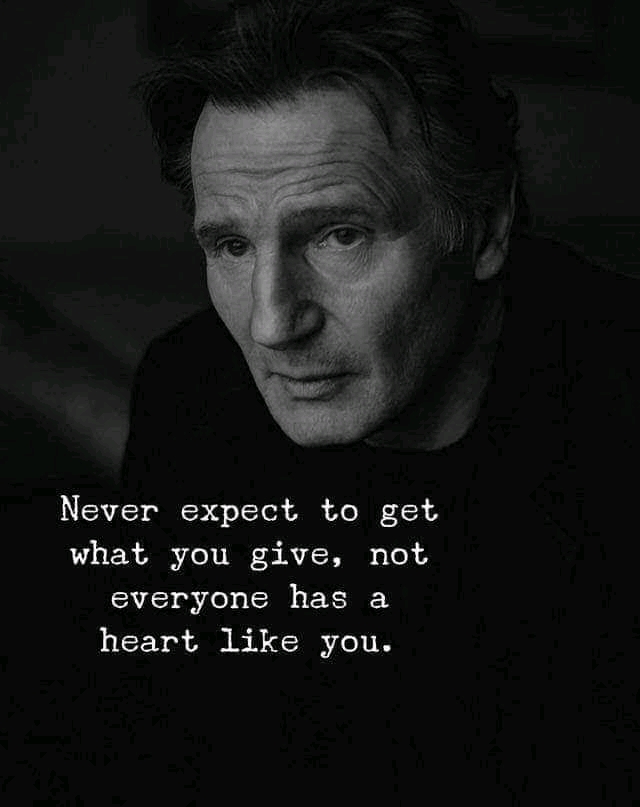 Never expect to get
what you give, not
everyone has a
heart like you.